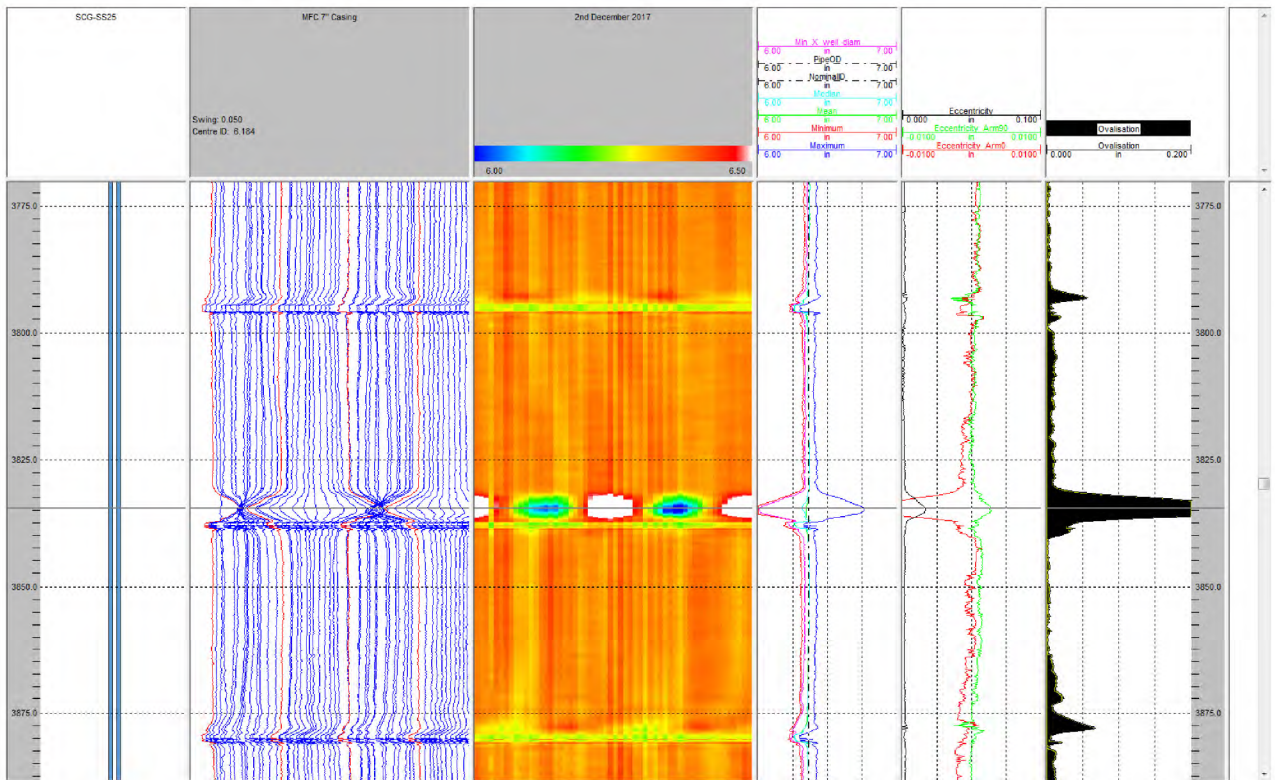 SCG-SS25
MFC 7" Casing
Swing: 0.050
Centre ID: 6.184
2nd December 2017
6.00 6.50
Min_X_well_diam
6.00 in 7.00
PipeOD
6.00 in 7.00
NominalID
6.00 in 7.00
Median
6.00 in 7.00
Mean
6.00 in 7.00
Minimum
6.00 in 7.00
Maximum
6.00 in 7.00
Eccentricity
0.000 in 0.100
Eccentricity_Arm90
-0.0100 in 0.0100
Eccentricity_Arm0
-0.0100 in 0.0100
Ovalisation
Ovalisation
0.000 in 0.200
3775.0 3775.0
3800.0 3800.0
3825.0 3825.0
3850.0 3850.0
3875.0 3875.0